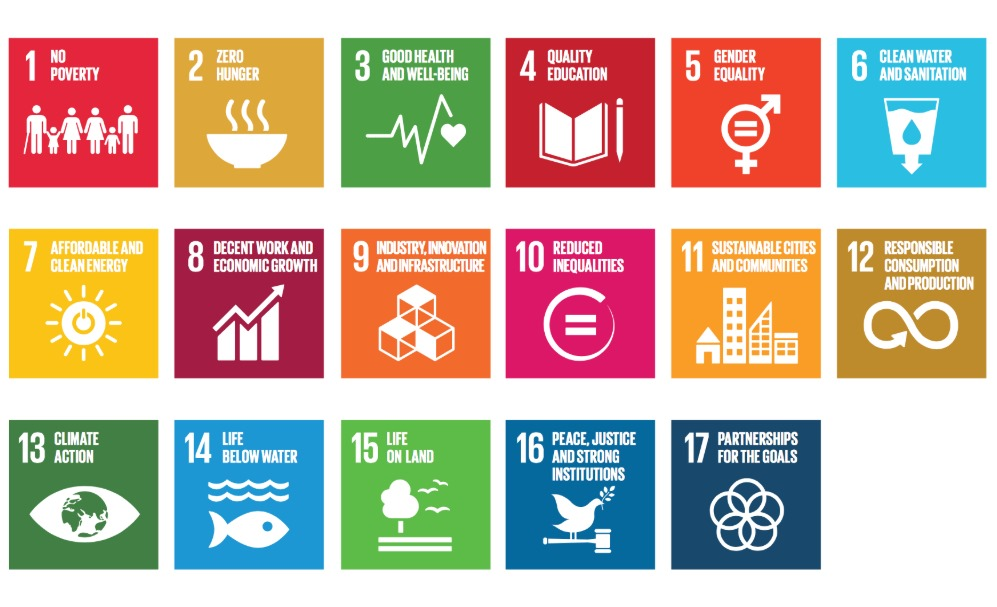 1 NO
POVERTY
2 ZERO
HUNGER
3 GOOD HEALTH
AND WELL-BEING
4 QUALITY
EDUCATION
5 GENDER
EQUALITY
6 CLEAN WATER
AND SANITATION
7 AFFORDABLE AND
CLEAN ENERGY
8 DECENT WORK AND
ECONOMIC GROWTH
9 INDUSTRY, INNOVATION
AND INFRASTRUCTURE
10 REDUCED
INEQUALITIES
11 SUSTAINABLE CITIES
AND COMMUNITIES
12 RESPONSIBLE
CONSUMPTION
AND PRODUCTION
13 CLIMATE
ACTION
14 LIFE
BELOW WATER
15 LIFE
ON LAND
16 PEACE, JUSTICE
AND STRONG
INSTITUTIONS
17 PARTNERSHIPS
FOR THE GOALS